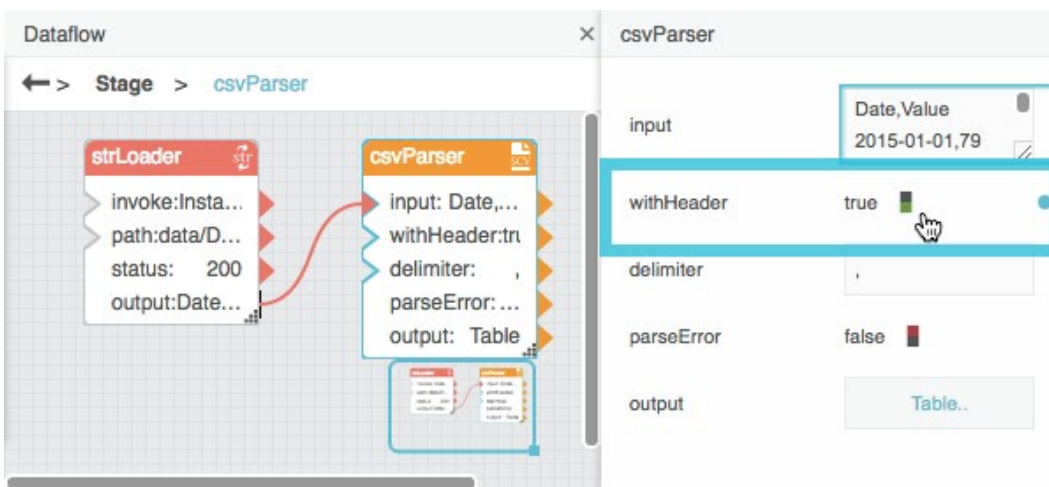 Dataflow
Stage > csvParser
strLoader
str
invoke:Insta...
path:data/D...
status: 200
output:Date...
csvParser
input: Date,...
withHeader:tru
delimiter: ,
parseError: ...
output: Table
csvParser
input
Date,Value
2015-01-01,79
withHeader
true
delimiter
,
parseError
false
output
Table..